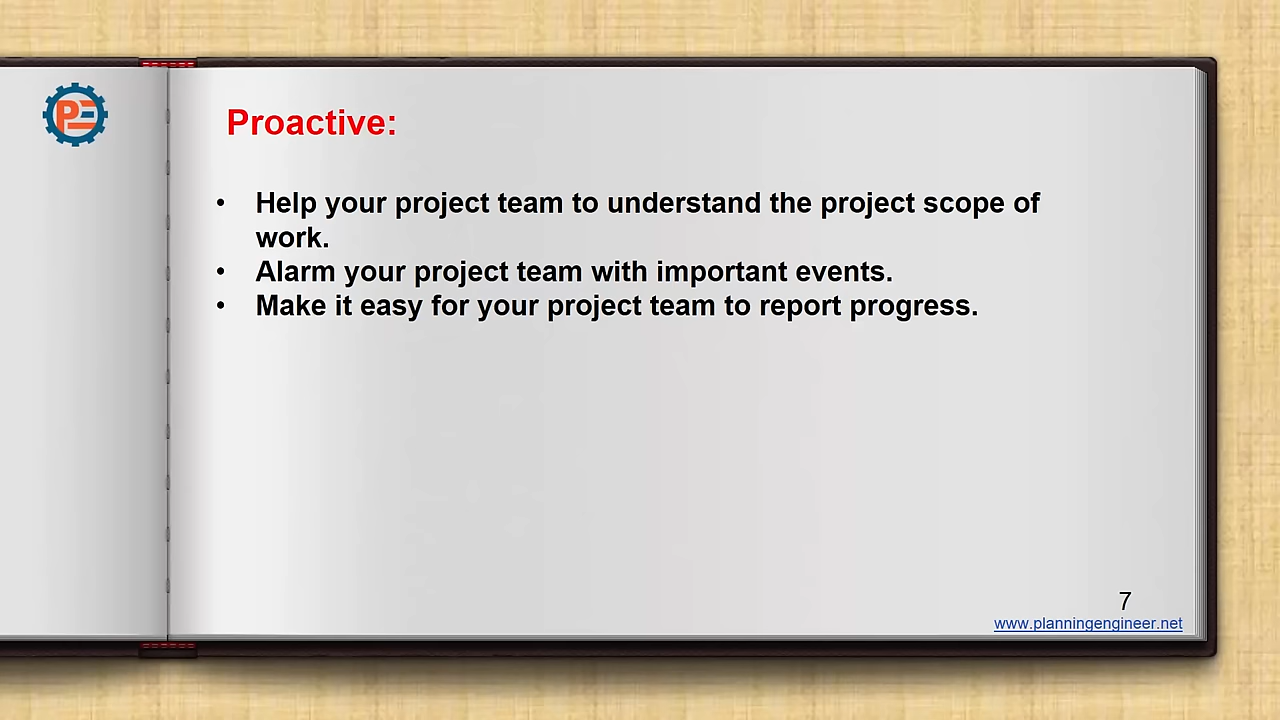 PE
Proactive:
• Help your project team to understand the project scope of
work.
• Alarm your project team with important events.
• Make it easy for your project team to report progress.
7
www.planningengineer.net